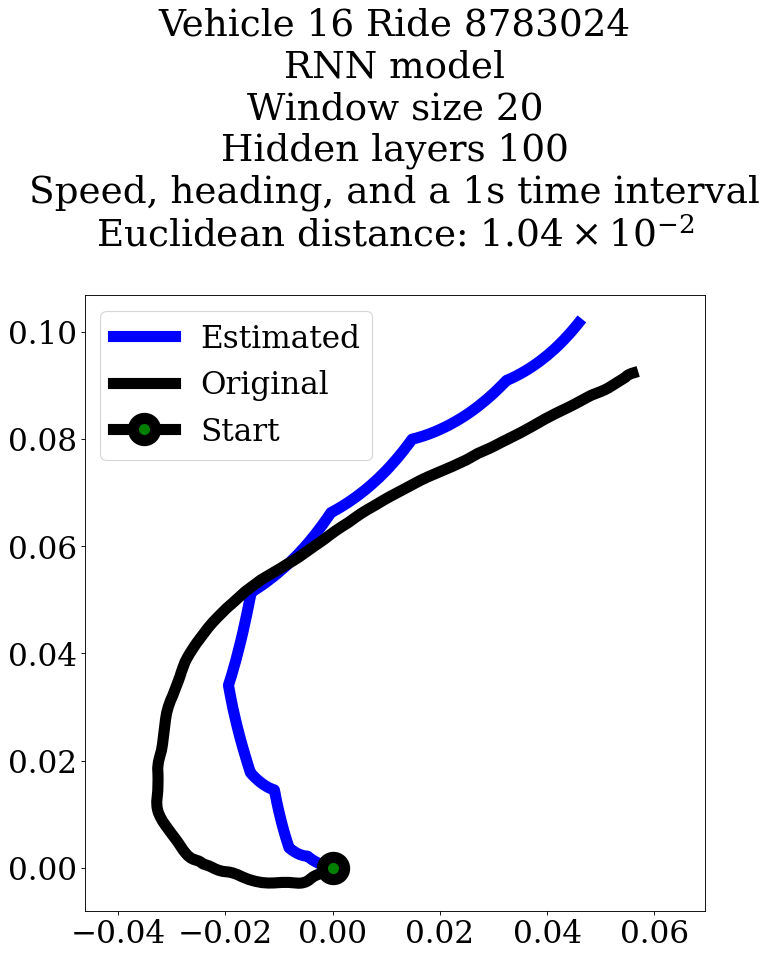 Vehicle 16 Ride 8783024
RNN model
Window size 20
Hidden layers 100
Speed, heading, and a 1s time interval
Euclidean distance: 1.04 × 10⁻²
Estimated
Original
Start
0.10
0.08
0.06
0.04
0.02
0.00
−0.04 −0.02 0.00 0.02 0.04 0.06